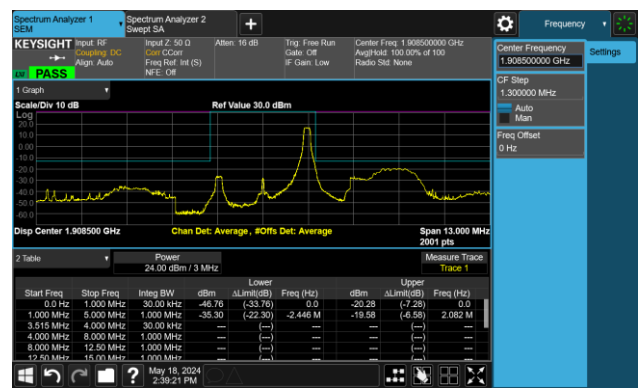 Spectrum Analyzer 1
SEM
Spectrum Analyzer 2
Swept SA
+
Frequency
KEYSIGHT
Input: RF
Coupling: DC
Align: Auto
Input Z: 50 Ω
Corr CCorr
Freq Ref: Int (S)
NFE: Off
Atten: 16 dB
Trig: Free Run
Gate: Off
IF Gain: Low
Center Freq: 1.908500000 GHz
Avg|Hold: 100.00% of 100
Radio Std: None
PASS
Center Frequency
1.908500000 GHz
Settings
CF Step
1.300000 MHz
Auto
Man
Freq Offset
0 Hz
1 Graph
Scale/Div 10 dB
Ref Value 30.0 dBm
Log
20.0
10.0
0.00
-10.0
-20.0
-30.0
-40.0
-50.0
-60.0
Disp Center 1.908500 GHz
Chan Det: Average , #Offs Det: Average
Span 13.000 MHz
2001 pts
2 Table
Power
24.00 dBm / 3 MHz
Measure Trace
Trace 1
Lower Upper
Start Freq Stop Freq Integ BW dBm ΔLimit(dB) Freq (Hz) dBm ΔLimit(dB) Freq (Hz)
0.0 Hz 1.000 MHz 30.00 kHz -46.76 (-33.76) 0.0 -20.28 (-7.28) 0.0
1.000 MHz 5.000 MHz 1.000 MHz -35.30 (-22.30) -2.446 M -19.58 (-6.58) 2.082 M
3.515 MHz 4.000 MHz 30.00 kHz --- (---) --- --- (---) ---
4.000 MHz 8.000 MHz 1.000 MHz --- (---) --- --- (---) ---
8.000 MHz 12.50 MHz 1.000 MHz --- (---) --- --- (---) ---
12.50 MHz 15.00 MHz 1.000 MHz --- (---) --- --- (---) ---
?
May 18, 2024
2:39:21 PM